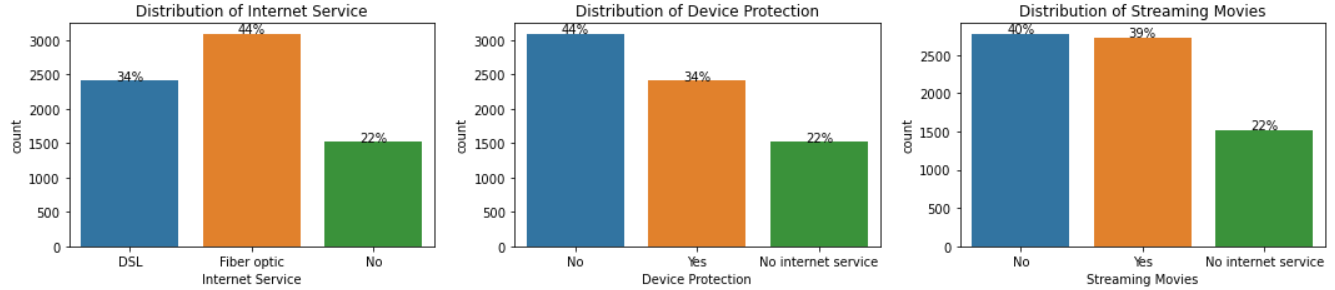 Distribution of Internet Service
3000
2500
2000
1500
1000
500
0
count
34%
44%
22%
DSL Fiber optic No
Internet Service
Distribution of Device Protection
3000
2500
2000
1500
1000
500
0
count
44%
34%
22%
No Yes No internet service
Device Protection
Distribution of Streaming Movies
2500
2000
1500
1000
500
0
count
40%
39%
22%
No Yes No internet service
Streaming Movies